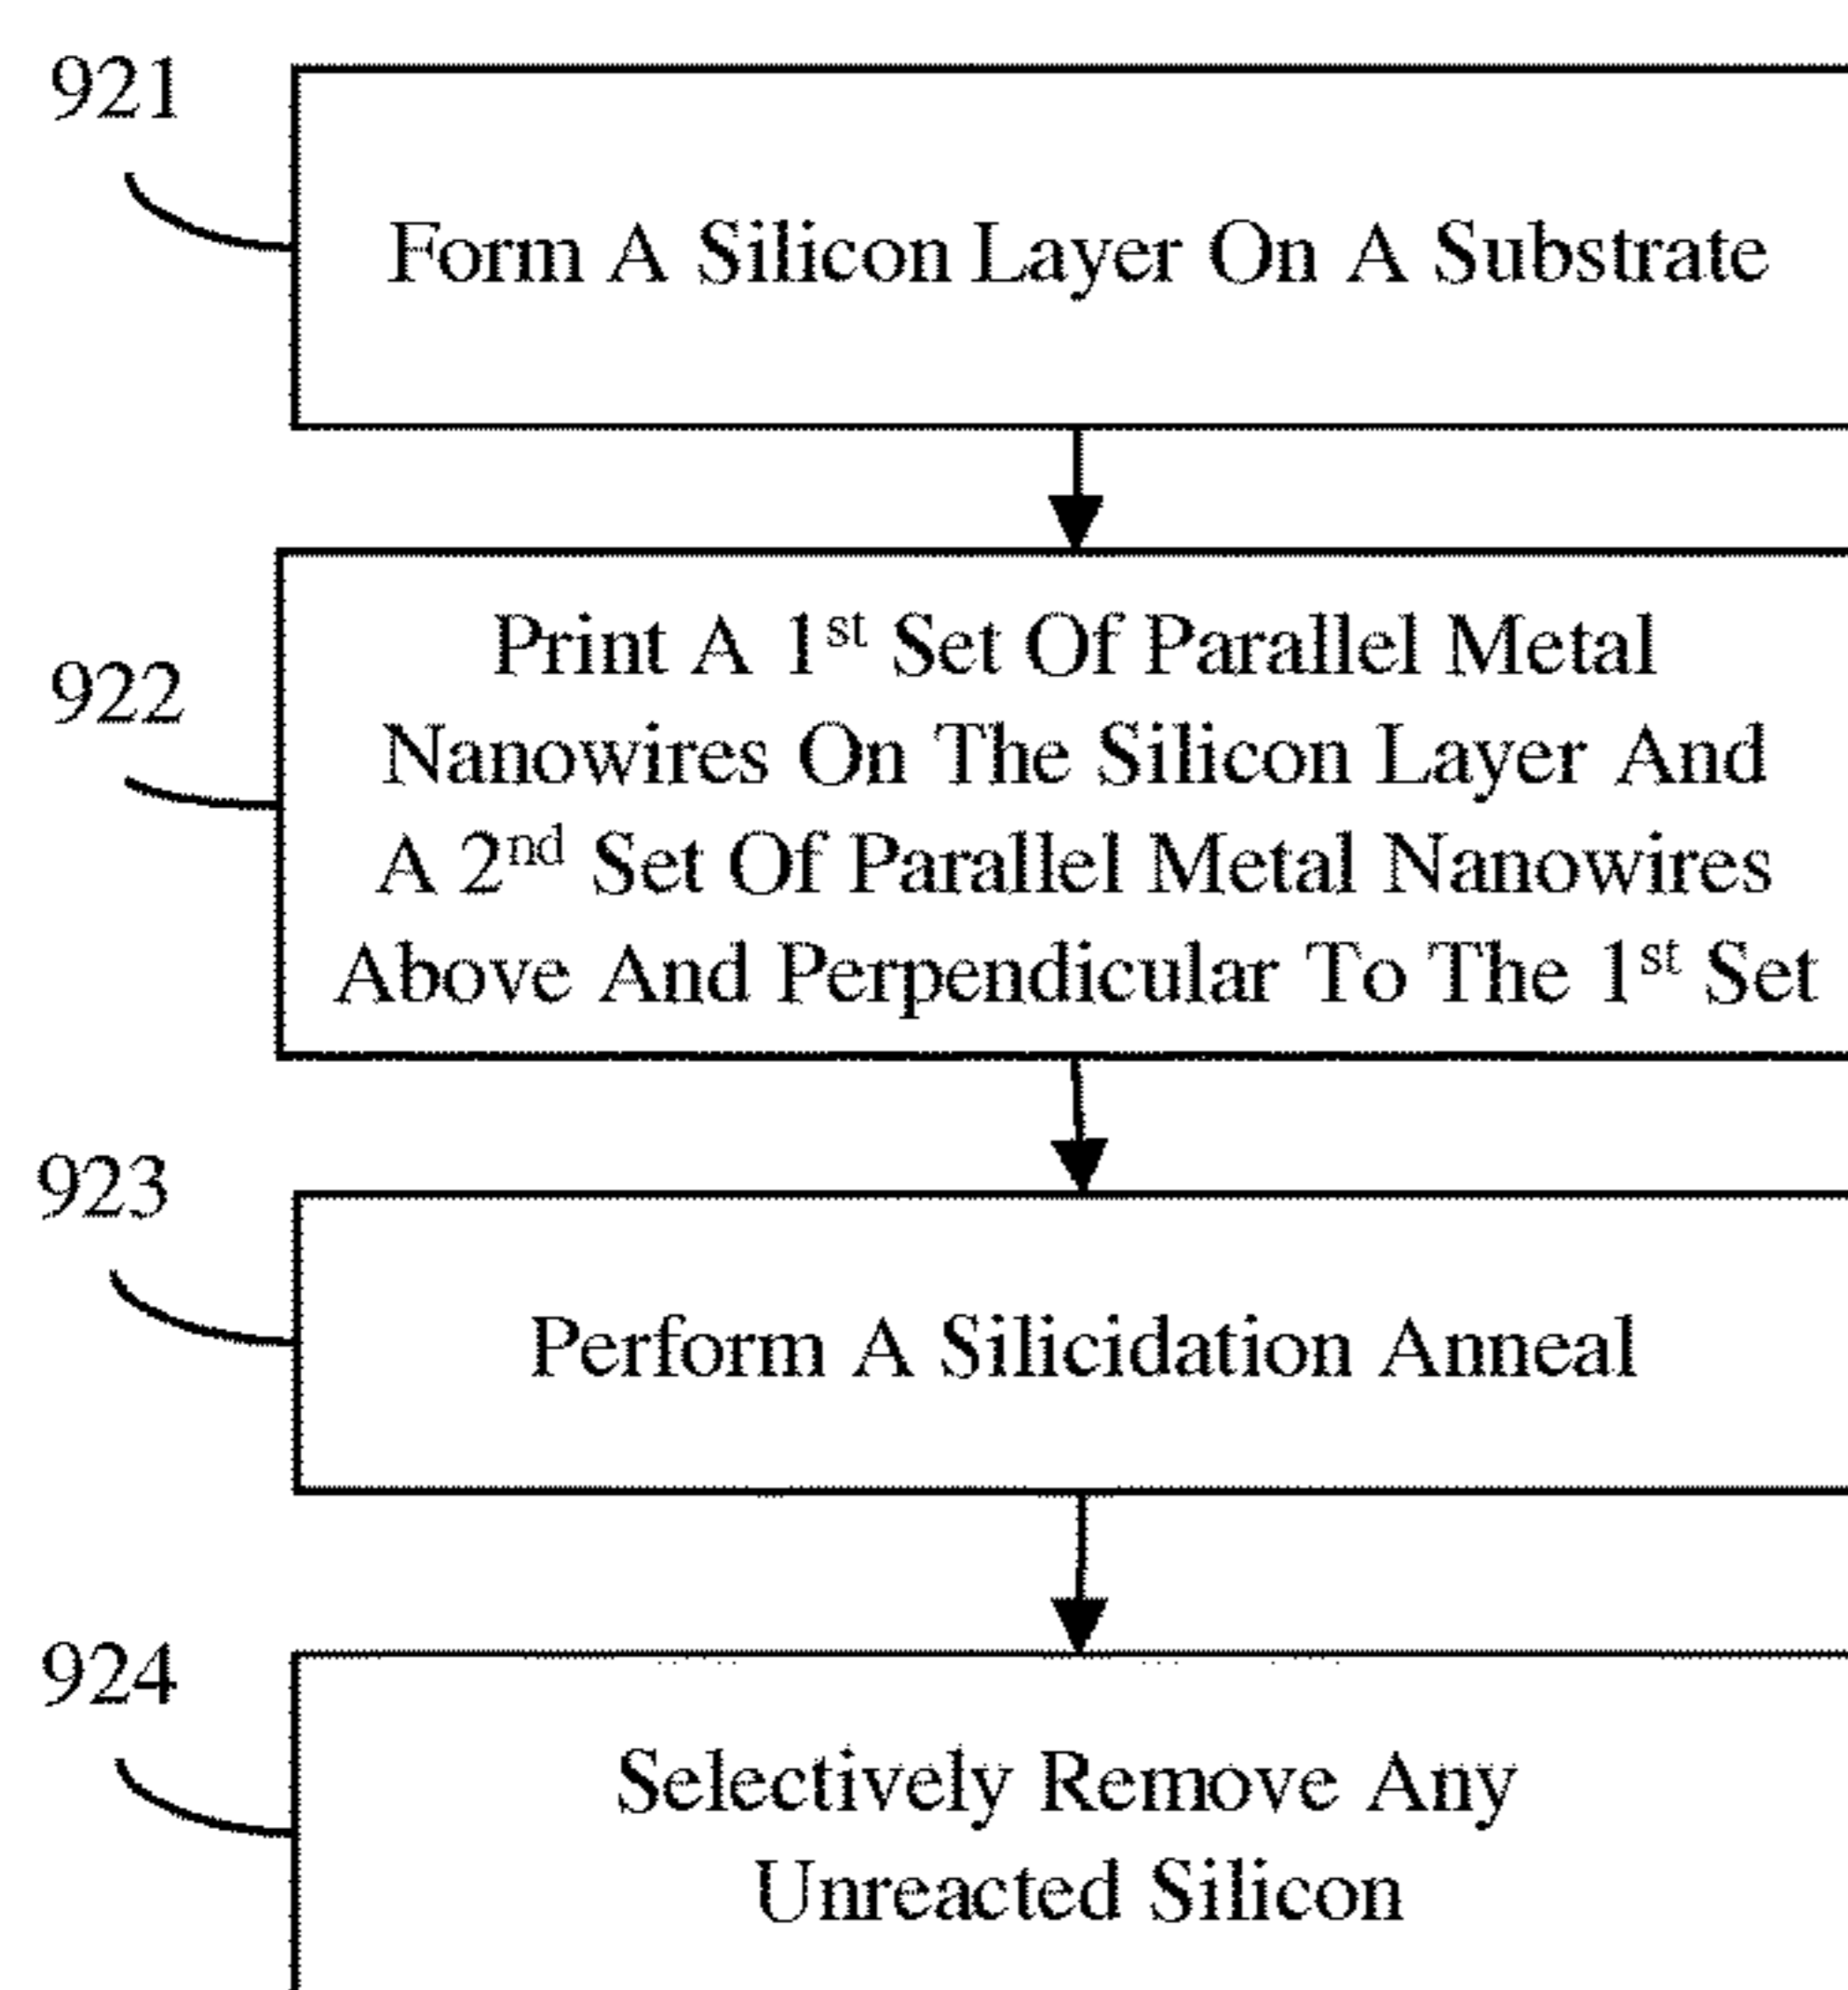 921
Form A Silicon Layer On A Substrate
922
Print A 1st Set Of Parallel Metal
Nanowires On The Silicon Layer And
A 2nd Set Of Parallel Metal Nanowires
Above And Perpendicular To The 1st Set
923
Perform A Silicidation Anneal
924
Selectively Remove Any
Unreacted Silicon